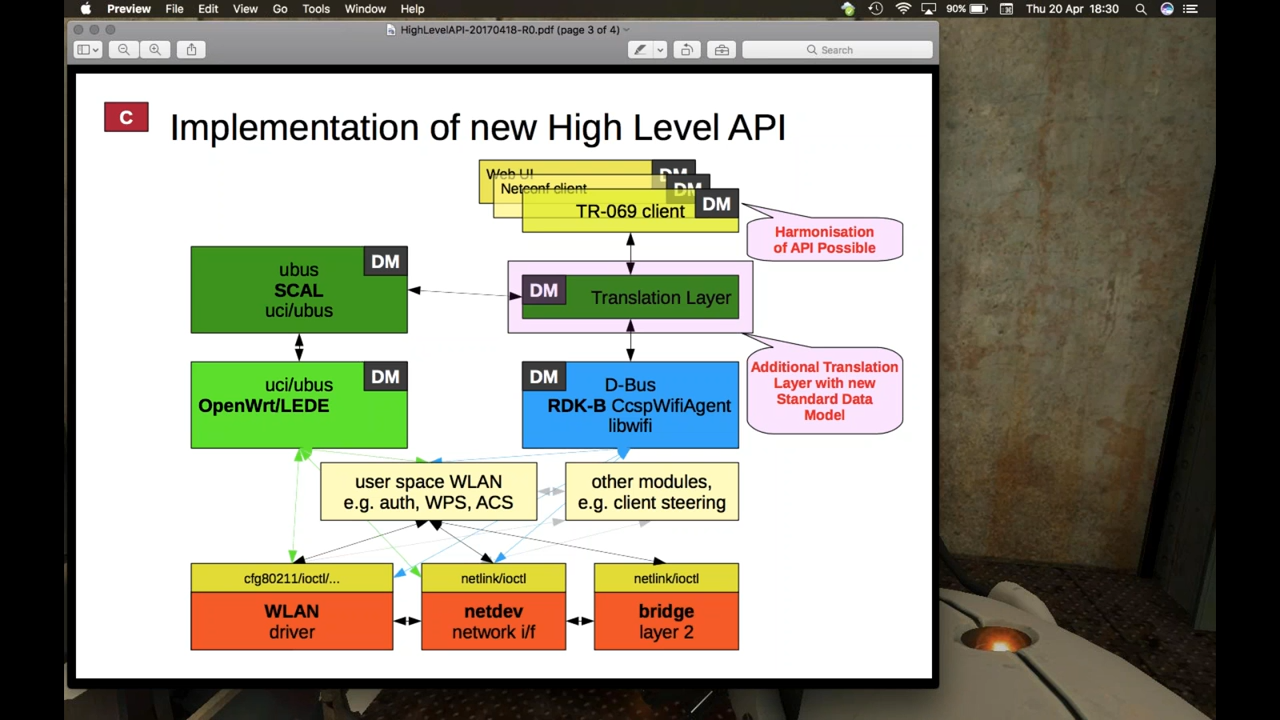 Preview File Edit View Go Tools Window Help 90% Thu 20 Apr 18:30
HighLevelAPI-20170418-R0.pdf (page 3 of 4)
Search
C
Implementation of new High Level API
Web UI
DM
Netconf client
DM
TR-069 client
DM
Harmonisation
of API Possible
ubus
SCAL
uci/ubus
DM
DM
Translation Layer
Additional Translation
Layer with new
Standard Data
Model
uci/ubus
OpenWrt/LEDE
DM
DM
D-Bus
RDK-B CcspWifiAgent
libwifi
user space WLAN
e.g. auth, WPS, ACS
other modules,
e.g. client steering
cfg80211/ioctl/...
WLAN
driver
netlink/ioctl
netdev
network i/f
netlink/ioctl
bridge
layer 2